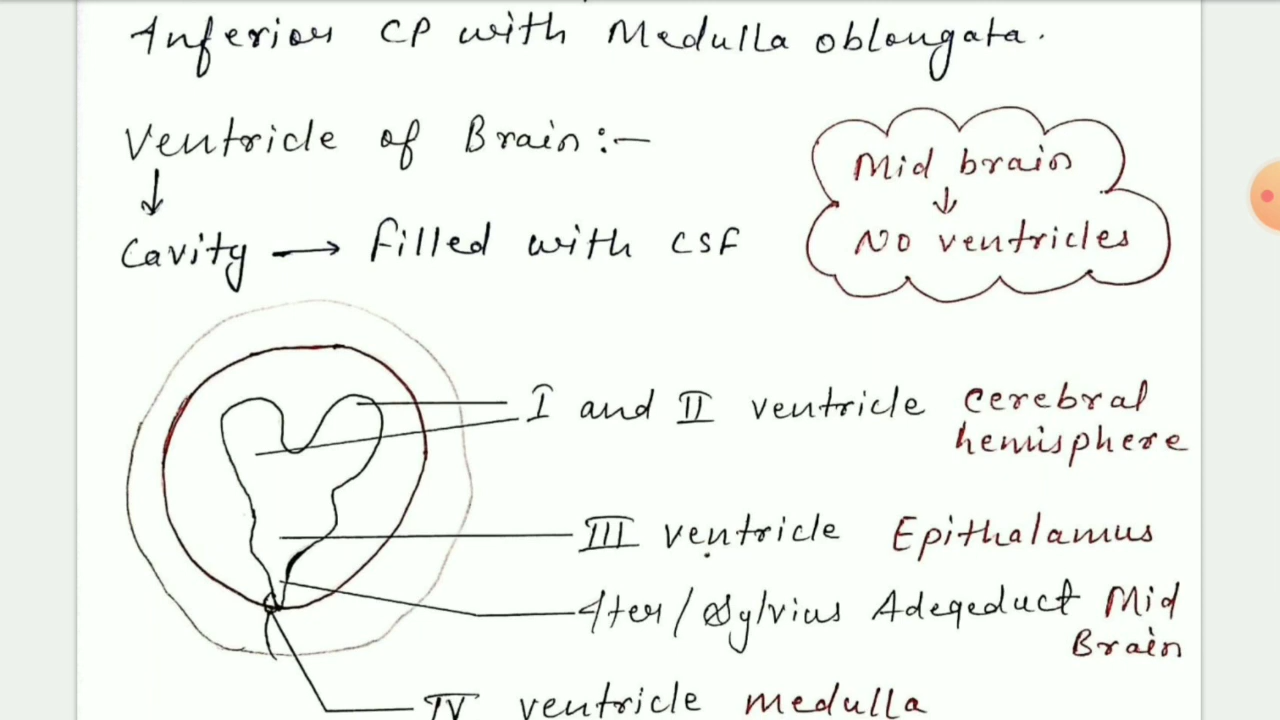 Inferior CP with Medulla oblongata.
Ventricle of Brain :-
↓
Cavity → filled with CSF
Mid brain
↓
No ventricles
I and II ventricle cerebral
hemisphere
III ventricle Epithalamus
Iter/Sylvius Adeqeduct Mid
Brain
IV ventricle medulla